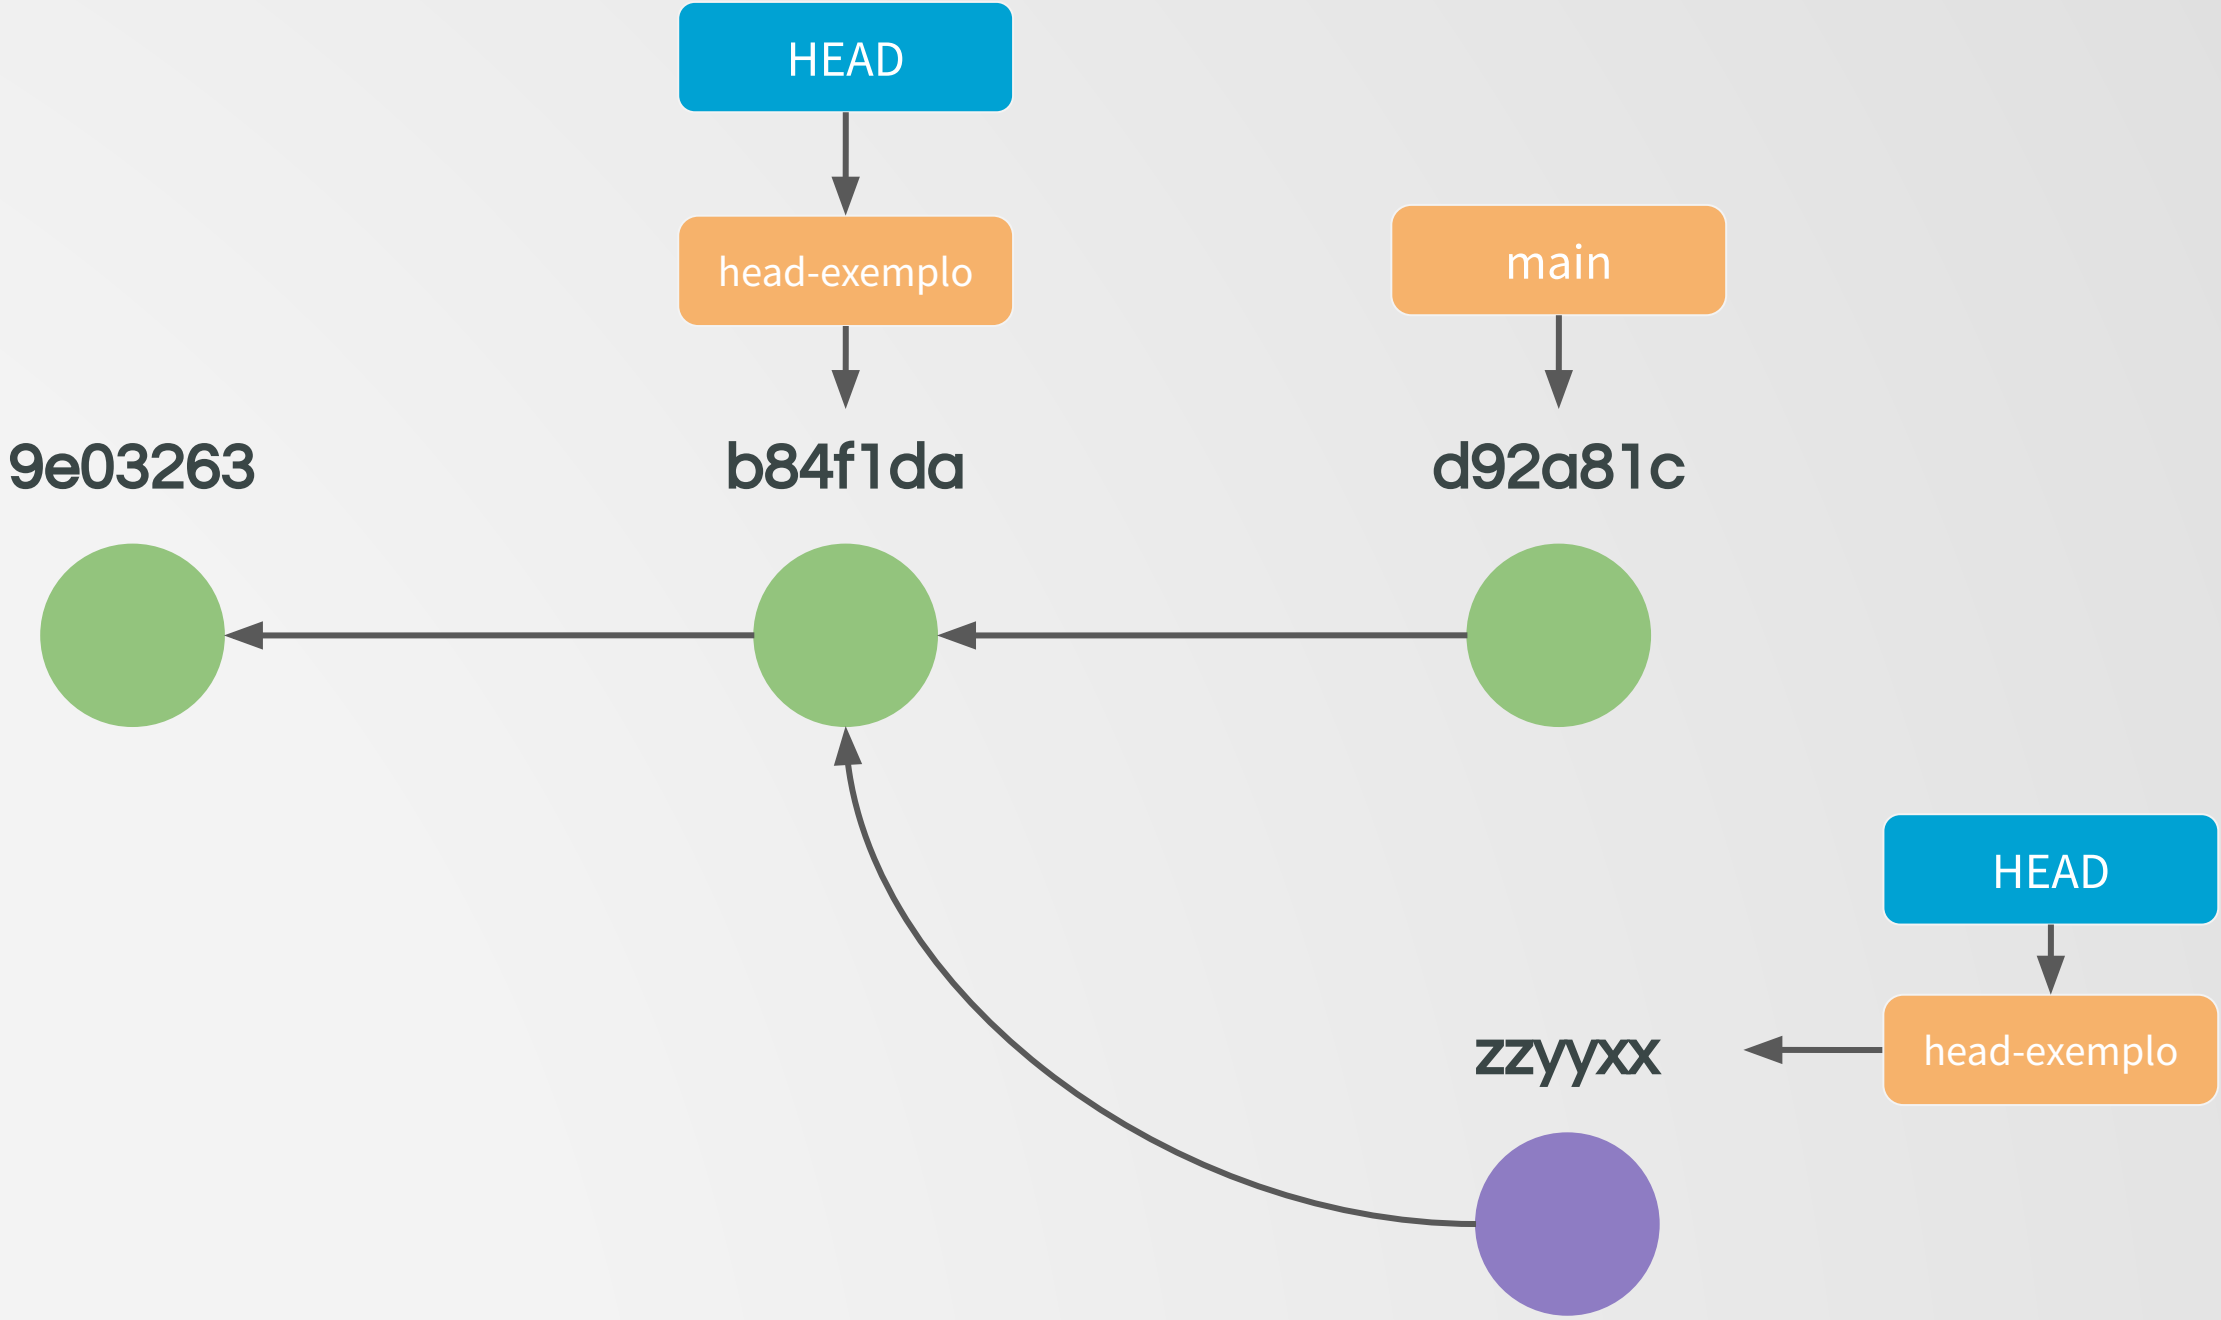 HEAD
head-exemplo
main
9e03263
b84f1da
d92a81c
HEAD
head-exemplo
zzyyxx